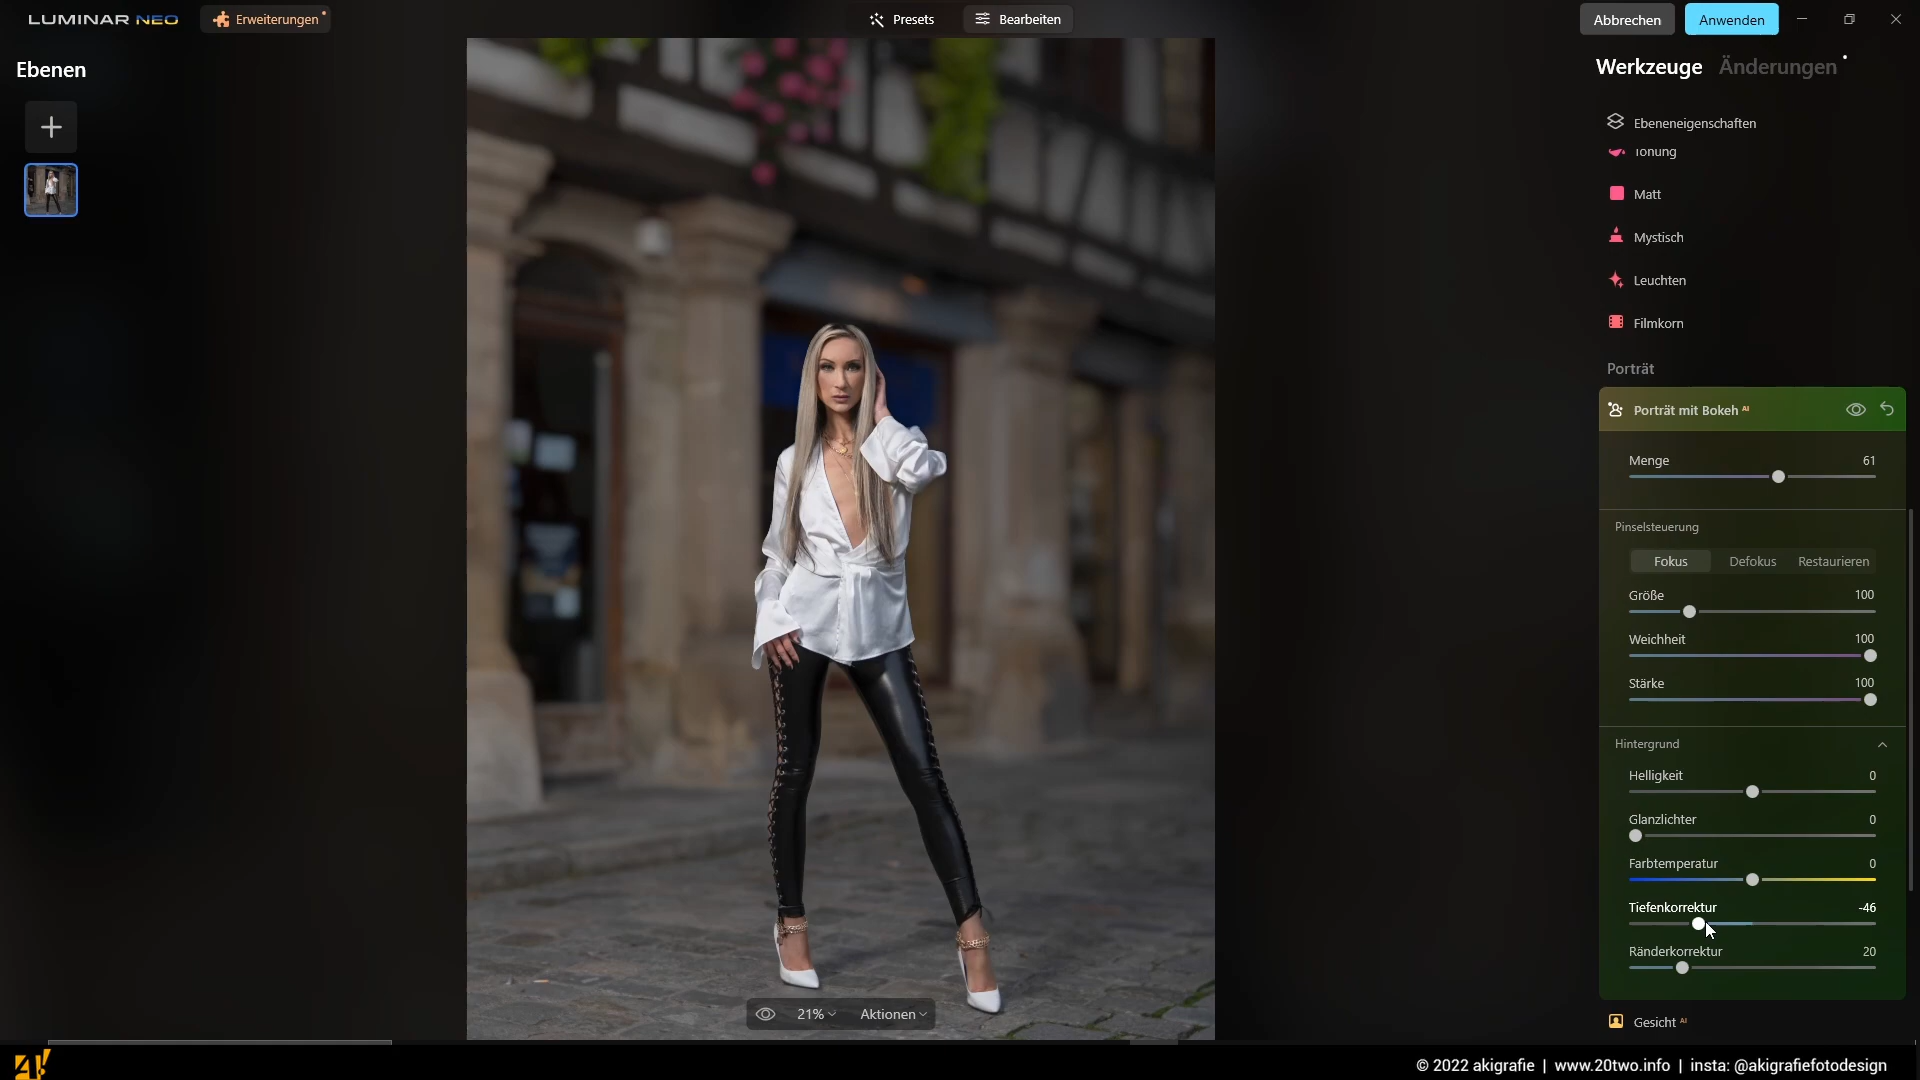 LUMINAR NEO
Erweiterungen
Presets
Bearbeiten
Abbrechen
Anwenden
Ebenen
Werkzeuge
Änderungen
Ebeneneigenschaften
Tonung
Matt
Mystisch
Leuchten
Filmkorn
Porträt
Porträt mit Bokeh AI
Menge 61
Pinselsteuerung
Fokus Defokus Restaurieren
Größe 100
Weichheit 100
Stärke 100
Hintergrund
Helligkeit 0
Glanzlichter 0
Farbtemperatur 0
Tiefenkorrektur -46
Ränderkorrektur 20
Gesicht AI
21%
Aktionen
A!
© 2022 akigrafie | www.20two.info | insta: @akigrafiefotodesign